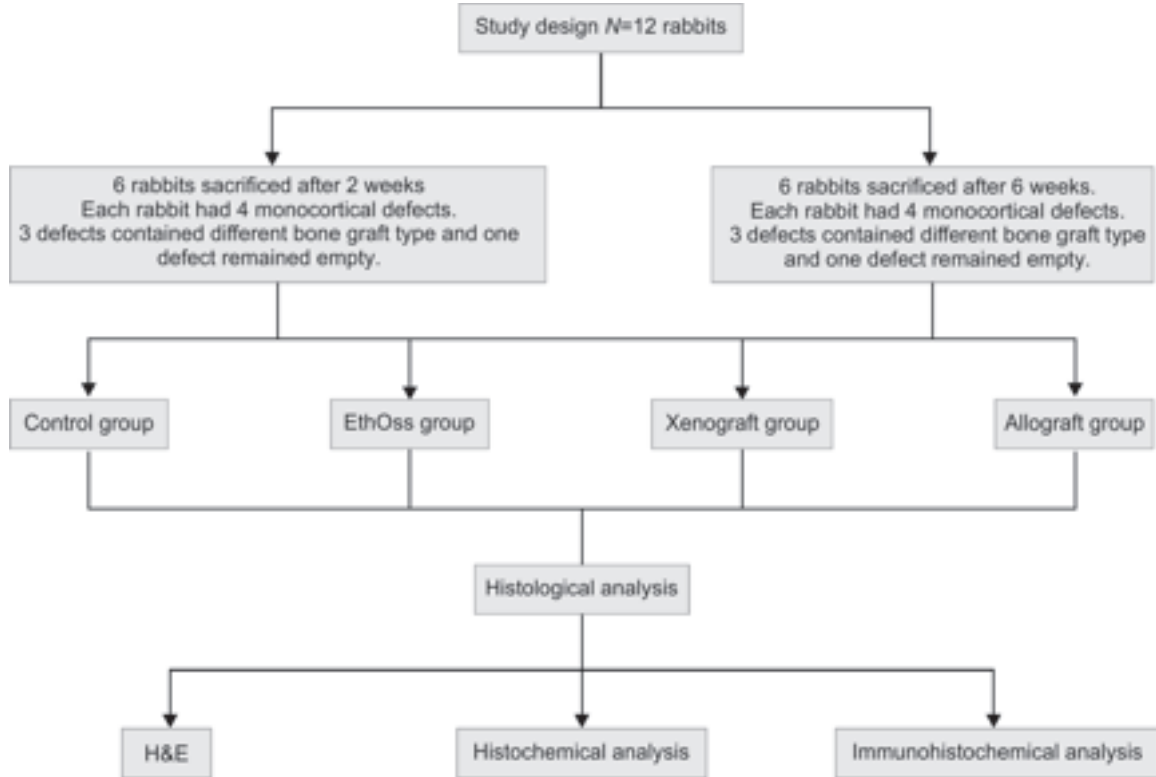 Study design N=12 rabbits
6 rabbits sacrificed after 2 weeks
Each rabbit had 4 monocortical defects.
3 defects contained different bone graft type and one
defect remained empty.
6 rabbits sacrificed after 6 weeks.
Each rabbit had 4 monocortical defects.
3 defects contained different bone graft type
and one defect remained empty.
Control group
EthOss group
Xenograft group
Allograft group
Histological analysis
H&E
Histochemical analysis
Immunohistochemical analysis